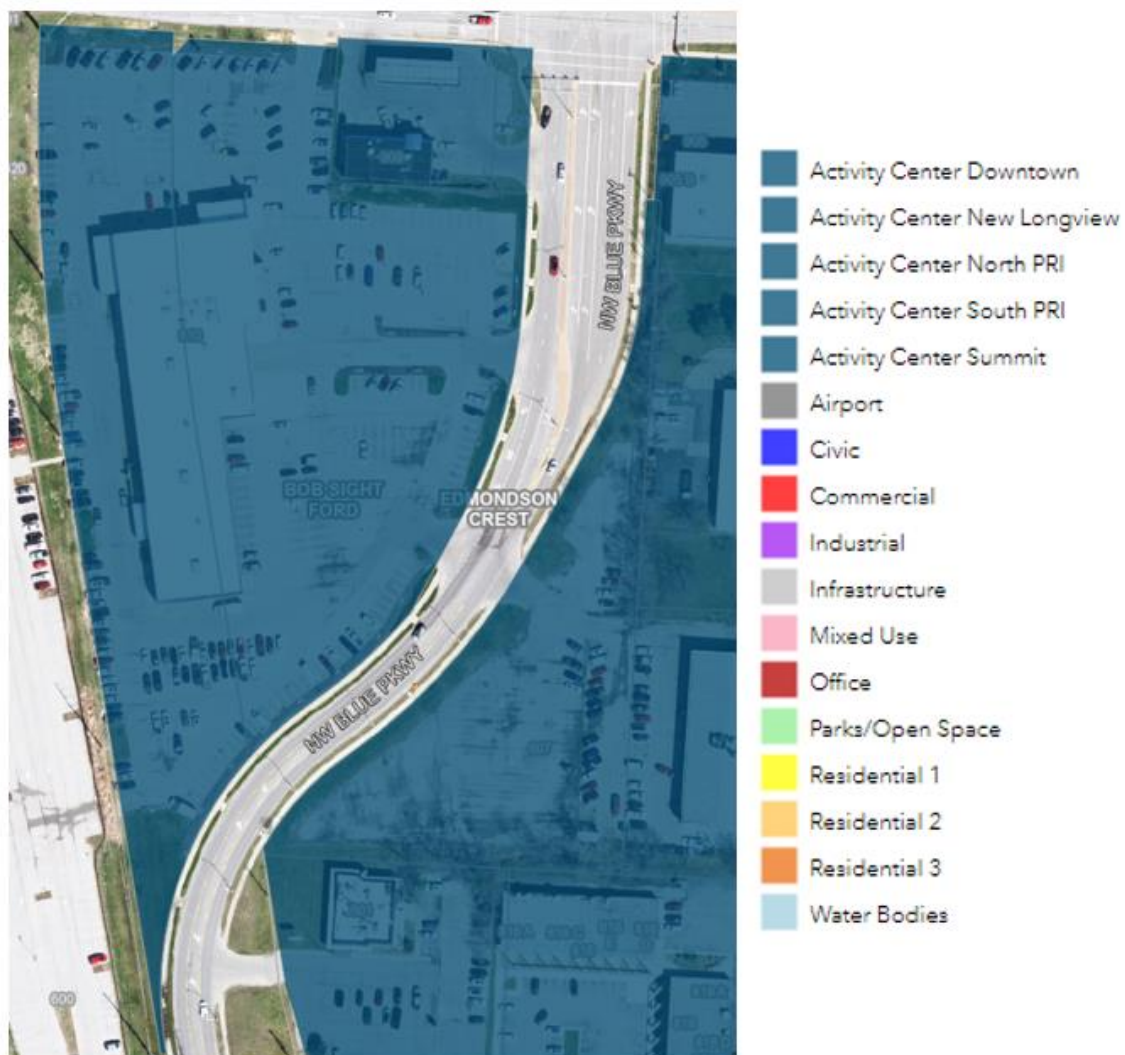 NW BLUE PKWY
BOB SIGHT
FORD
EDMONDSON
CREST
NW BLUE PKWY
600
Activity Center Downtown
Activity Center New Longview
Activity Center North PRI
Activity Center South PRI
Activity Center Summit
Airport
Civic
Commercial
Industrial
Infrastructure
Mixed Use
Office
Parks/Open Space
Residential 1
Residential 2
Residential 3
Water Bodies